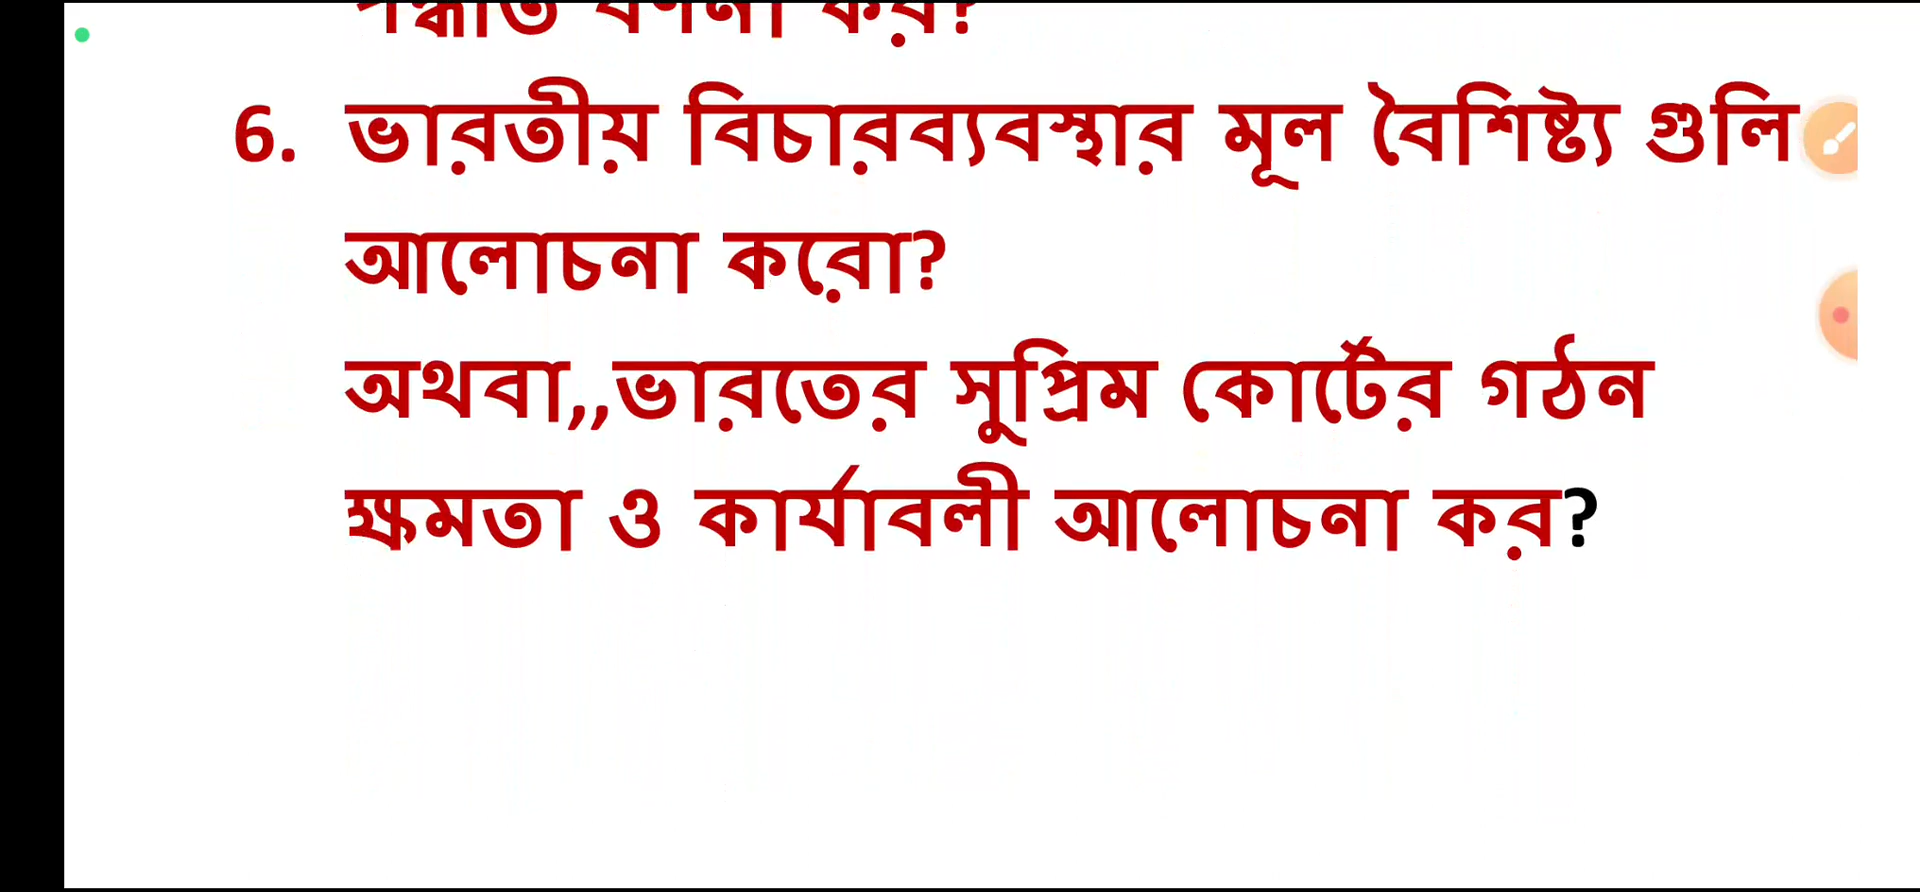 6. ভারতীয় বিচারব্যবস্থার মূল বৈশিষ্ট্য গুলি
আলোচনা করো?
অথবা,,ভারতের সুপ্রিম কোর্টের গঠন
ক্ষমতা ও কার্যাবলী আলোচনা কর?